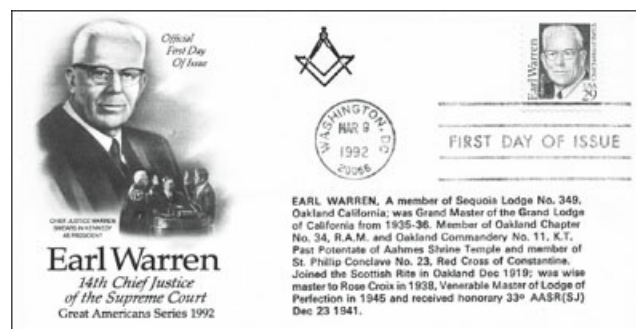 Official
First Day
Of Issue
CHIEF JUSTICE WARREN
SWEARS IN KENNEDY
AS PRESIDENT
Earl Warren
14th Chief Justice
of the Supreme Court
Great Americans Series 1992
WASHINGTON, DC
MAR 9
1992
20066
Earl Warren
USA
29
FIRST DAY OF ISSUE
EARL WARREN, A member of Sequoia Lodge No. 349,
Oakland California; was Grand Master of the Grand Lodge
of California from 1935-36. Member of Oakland Chapter
No. 34, R.A.M. and Oakland Commandery No. 11, K.T.
Past Potentate of Aahmes Shrine Temple and member of
St. Phillip Conclave No. 23, Red Cross of Constantine.
Joined the Scottish Rite in Oakland Dec 1919; was wise
master to Rose Croix in 1938, Venerable Master of Lodge of
Perfection in 1945 and received honorary 33º AASR(SJ)
Dec 23 1941.